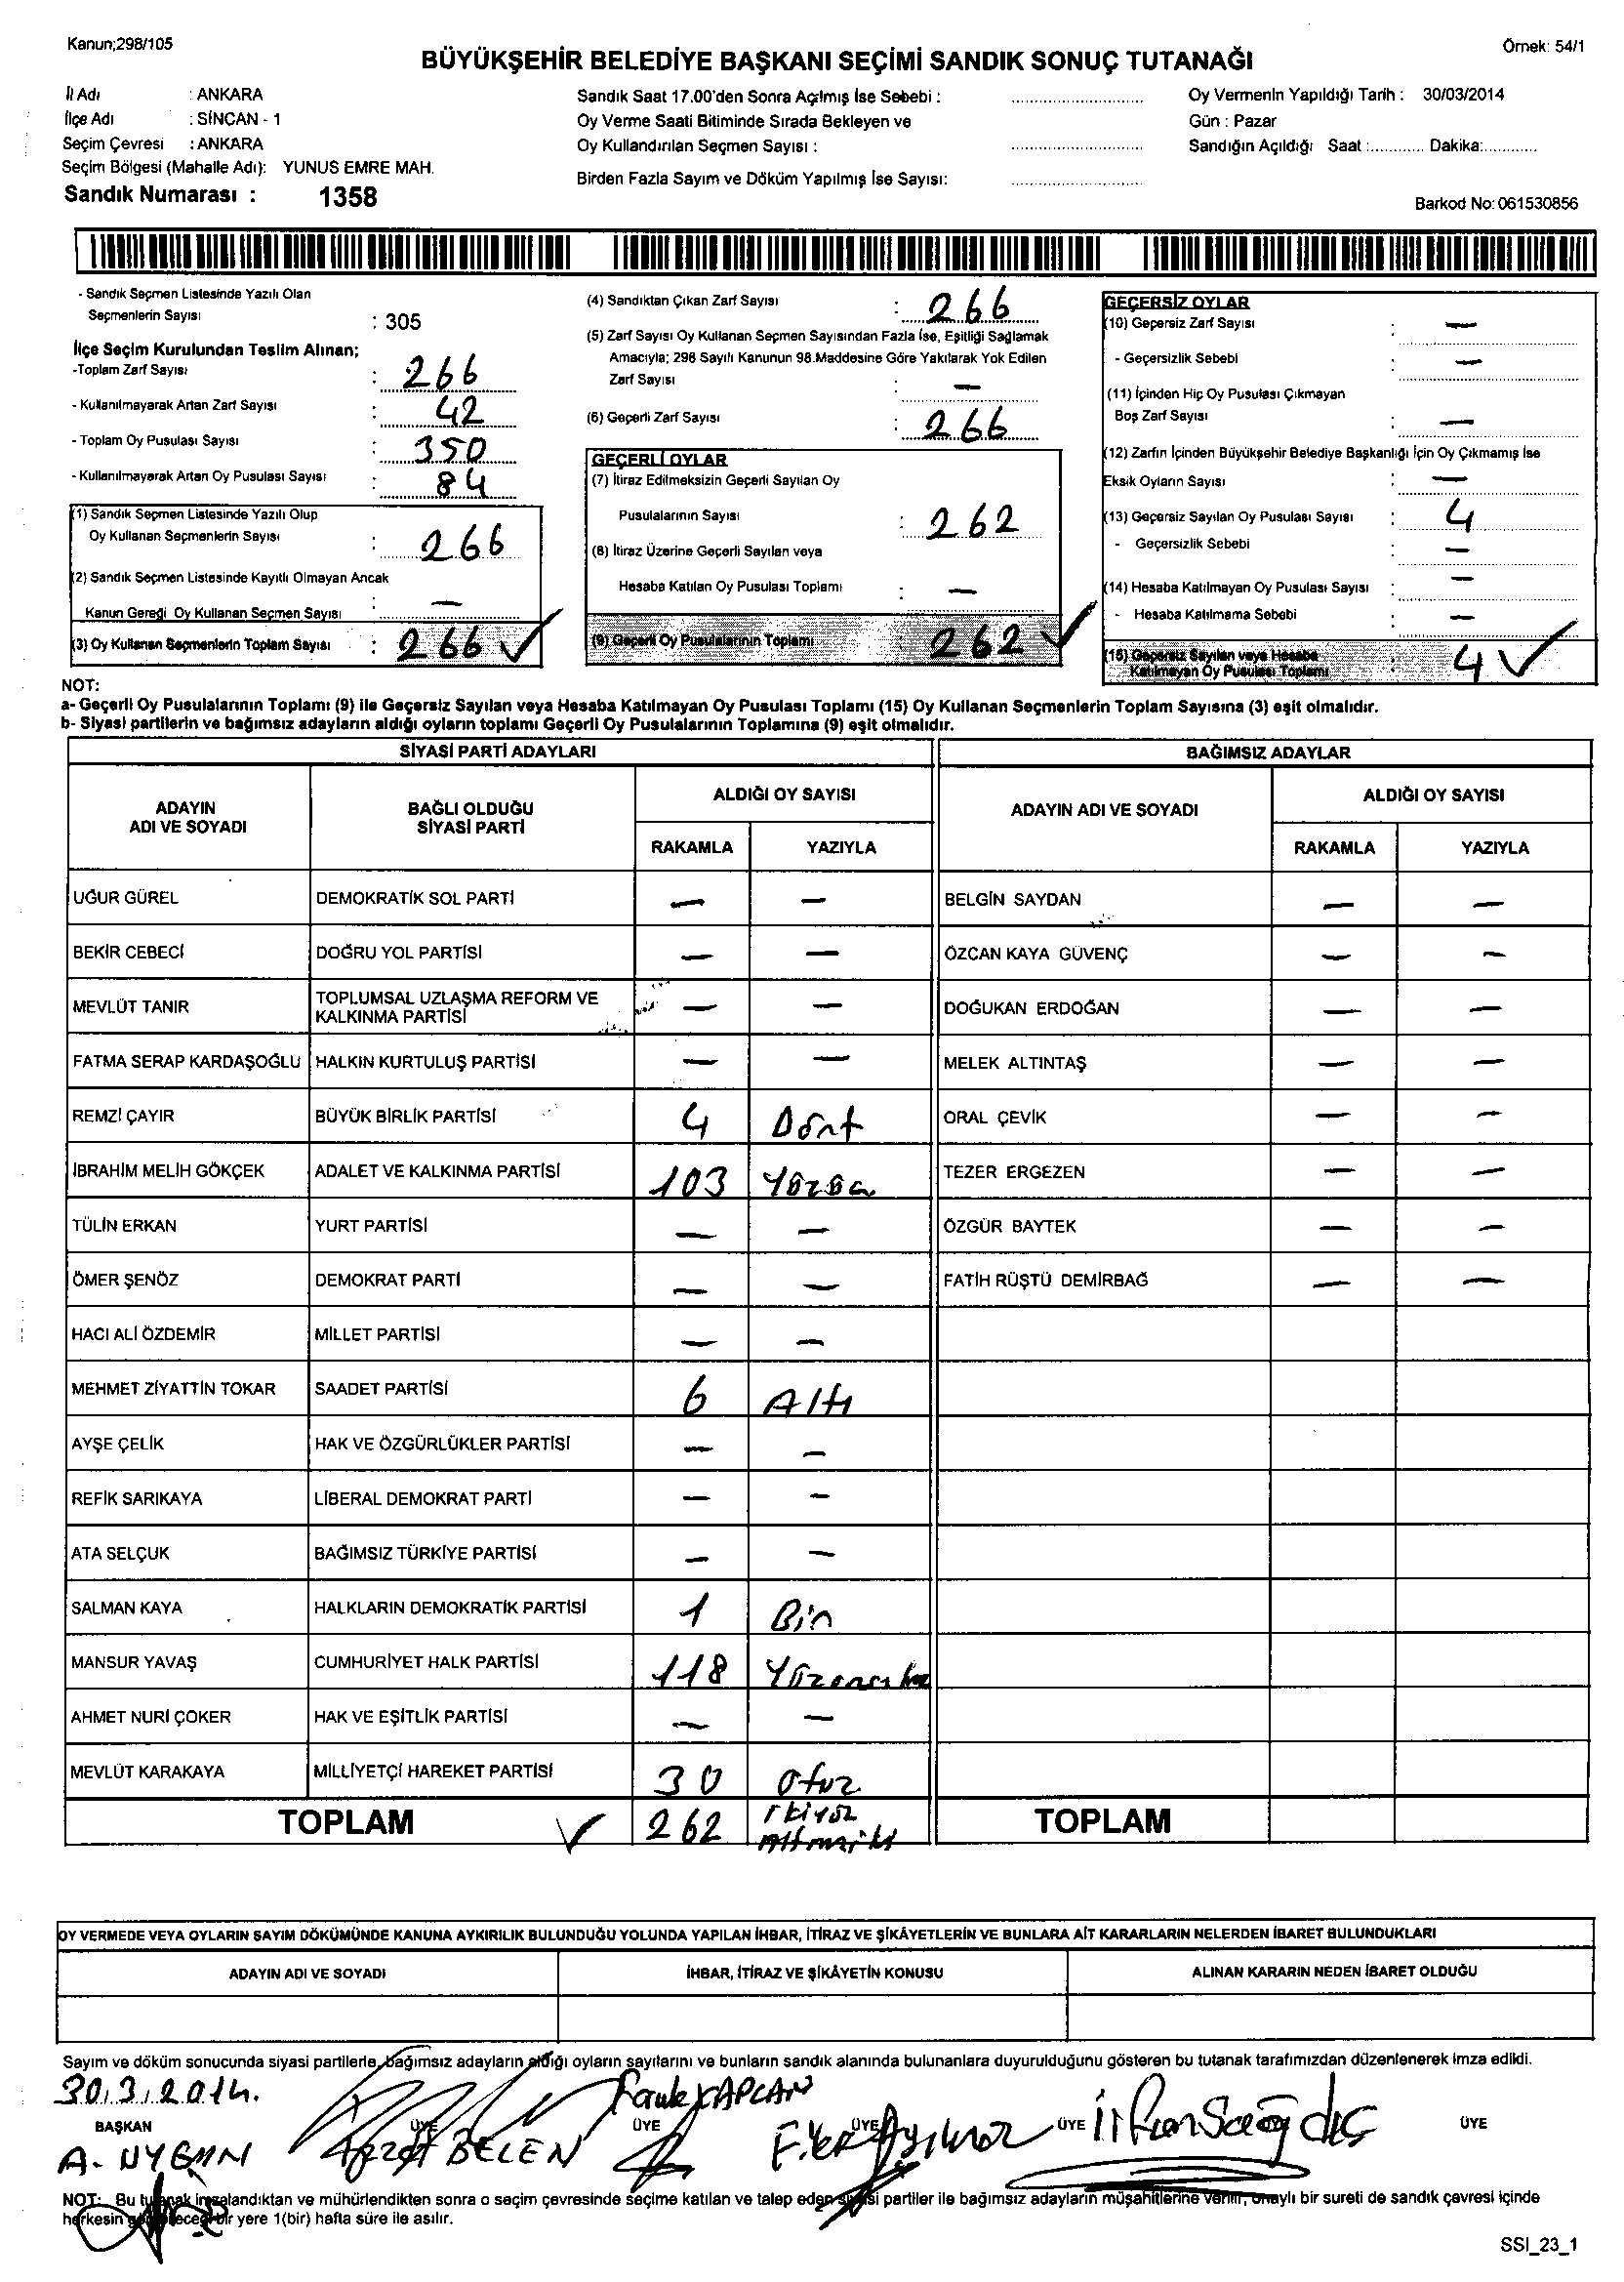 Kanun;298/105
Örnek: 54/1
BÜYÜKŞEHİR BELEDİYE BAŞKANI SEÇİMİ SANDIK SONUÇ TUTANAĞI
İl Adı : ANKARA
İlçe Adı : SİNCAN - 1
Seçim Çevresi : ANKARA
Seçim Bölgesi (Mahalle Adı): YUNUS EMRE MAH.
Sandık Numarası : 1358
Sandık Saat 17.00'den Sonra Açılmış İse Sebebi :
Oy Verme Saati Bitiminde Sırada Bekleyen ve
Oy Kullandırılan Seçmen Sayısı :
Birden Fazla Sayım ve Döküm Yapılmış İse Sayısı:
Oy Vermenin Yapıldığı Tarih : 30/03/2014
Gün : Pazar
Sandığın Açıldığı Saat :............ Dakika:............
Barkod No: 061530856
- Sandık Seçmen Listesinde Yazılı Olan
Seçmenlerin Sayısı : 305
İlçe Seçim Kurulundan Teslim Alınan;
-Toplam Zarf Sayısı : 266
- Kullanılmayarak Artan Zarf Sayısı : 42
- Toplam Oy Pusulası Sayısı : 350
- Kullanılmayarak Artan Oy Pusulası Sayısı : 84
(1) Sandık Seçmen Listesinde Yazılı Olup
Oy Kullanan Seçmenlerin Sayısı : 266
(2) Sandık Seçmen Listesinde Kayıtlı Olmayan Ancak
Kanun Gereği Oy Kullanan Seçmen Sayısı : —
(3) Oy Kullanan Seçmenlerin Toplam Sayısı : 266 ✓
(4) Sandıktan Çıkan Zarf Sayısı : 266
(5) Zarf Sayısı Oy Kullanan Seçmen Sayısından Fazla İse, Eşitliği Sağlamak
Amacıyla; 298 Sayılı Kanunun 98.Maddesine Göre Yakılarak Yok Edilen
Zarf Sayısı : —
(6) Geçerli Zarf Sayısı : 266
GEÇERLİ OYLAR
(7) İtiraz Edilmeksizin Geçerli Sayılan Oy
Pusulalarının Sayısı : 262
(8) İtiraz Üzerine Geçerli Sayılan veya
Hesaba Katılan Oy Pusulası Toplamı : —
(9) Geçerli Oy Pusulalarının Toplamı : 262 ✓
GEÇERSİZ OYLAR
(10) Geçersiz Zarf Sayısı : —
- Geçersizlik Sebebi : —
(11) İçinden Hiç Oy Pusulası Çıkmayan
Boş Zarf Sayısı : —
(12) Zarfın İçinden Büyükşehir Belediye Başkanlığı İçin Oy Çıkmamış İse
Eksik Oyların Sayısı : —
(13) Geçersiz Sayılan Oy Pusulası Sayısı : 4
- Geçersizlik Sebebi : —
(14) Hesaba Katılmayan Oy Pusulası Sayısı : —
- Hesaba Katılmama Sebebi : —
(15) Geçersiz Sayılan veya Hesaba
Katılmayan Oy Pusulası Toplamı : 4 ✓
NOT:
a- Geçerli Oy Pusulalarının Toplamı (9) ile Geçersiz Sayılan veya Hesaba Katılmayan Oy Pusulası Toplamı (15) Oy Kullanan Seçmenlerin Toplam Sayısına (3) eşit olmalıdır.
b- Siyasi partilerin ve bağımsız adayların aldığı oyların toplamı Geçerli Oy Pusulalarının Toplamına (9) eşit olmalıdır.
SİYASİ PARTİ ADAYLARI
ADAYIN
ADI VE SOYADI
BAĞLI OLDUĞU
SİYASİ PARTİ
ALDIĞI OY SAYISI
RAKAMLA YAZIYLA
UĞUR GÜREL DEMOKRATİK SOL PARTİ — —
BEKİR CEBECİ DOĞRU YOL PARTİSİ — —
MEVLÜT TANIR TOPLUMSAL UZLAŞMA REFORM VE
KALKINMA PARTİSİ — —
FATMA SERAP KARDAŞOĞLU HALKIN KURTULUŞ PARTİSİ — —
REMZİ ÇAYIR BÜYÜK BİRLİK PARTİSİ 4 Dört
İBRAHİM MELİH GÖKÇEK ADALET VE KALKINMA PARTİSİ 103
TÜLİN ERKAN YURT PARTİSİ — —
ÖMER ŞENÖZ DEMOKRAT PARTİ — —
HACI ALİ ÖZDEMİR MİLLET PARTİSİ — —
MEHMET ZİYATTİN TOKAR SAADET PARTİSİ 6 Altı
AYŞE ÇELİK HAK VE ÖZGÜRLÜKLER PARTİSİ — —
REFİK SARIKAYA LİBERAL DEMOKRAT PARTİ — —
ATA SELÇUK BAĞIMSIZ TÜRKİYE PARTİSİ — —
SALMAN KAYA HALKLARIN DEMOKRATİK PARTİSİ 1 Bir
MANSUR YAVAŞ CUMHURİYET HALK PARTİSİ 118
AHMET NURİ ÇOKER HAK VE EŞİTLİK PARTİSİ — —
MEVLÜT KARAKAYA MİLLİYETÇİ HAREKET PARTİSİ 30 Otuz
TOPLAM ✓ 262 İkiyüz
Altmışiki
BAĞIMSIZ ADAYLAR
ADAYIN ADI VE SOYADI
ALDIĞI OY SAYISI
RAKAMLA YAZIYLA
BELGİN SAYDAN — —
ÖZCAN KAYA GÜVENÇ — —
DOĞUKAN ERDOĞAN — —
MELEK ALTINTAŞ — —
ORAL ÇEVİK — —
TEZER ERGEZEN — —
ÖZGÜR BAYTEK — —
FATİH RÜŞTÜ DEMİRBAĞ — —
TOPLAM
OY VERMEDE VEYA OYLARIN SAYIM DÖKÜMÜNDE KANUNA AYKIRILIK BULUNDUĞU YOLUNDA YAPILAN İHBAR, İTİRAZ VE ŞİKÂYETLERİN VE BUNLARA AİT KARARLARIN NELERDEN İBARET BULUNDUKLARI
ADAYIN ADI VE SOYADI İHBAR, İTİRAZ VE ŞİKÂYETİN KONUSU ALINAN KARARIN NEDEN İBARET OLDUĞU
Sayım ve döküm sonucunda siyasi partilerle, bağımsız adayların aldığı oyların sayılarını ve bunların sandık alanında bulunanlara duyurulduğunu gösteren bu tutanak tarafımızdan düzenlenerek imza edildi.
30.3.2014.
BAŞKAN ÜYE ÜYE ÜYE ÜYE ÜYE
A. UYGUN BELEN KAPLAN
NOT: Bu tutanak imzalandıktan ve mühürlendikten sonra o seçim çevresinde seçime katılan ve talep eden siyasi partiler ile bağımsız adayların müşahitlerine verilir, onaylı bir sureti de sandık çevresi içinde
herkesin görebileceği bir yere 1(bir) hafta süre ile asılır.
SSI_23_1